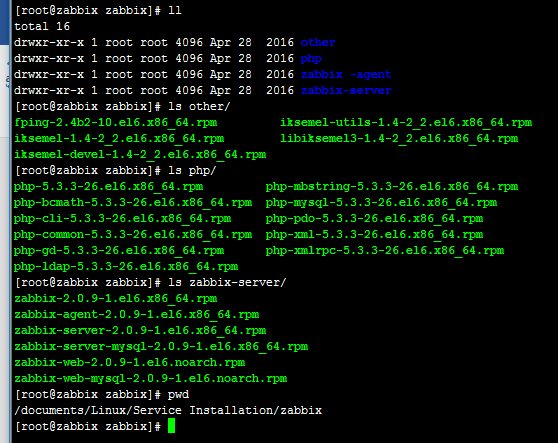 [root@zabbix zabbix]# ll
total 16
drwxr-xr-x 1 root root 4096 Apr 28  2016 other
drwxr-xr-x 1 root root 4096 Apr 28  2016 php
drwxr-xr-x 1 root root 4096 Apr 28  2016 zabbix -agent
drwxr-xr-x 1 root root 4096 Apr 28  2016 zabbix-server
[root@zabbix zabbix]# ls other/
fping-2.4b2-10.el6.x86_64.rpm        iksemel-utils-1.4-2_2.el6.x86_64.rpm
iksemel-1.4-2_2.el6.x86_64.rpm       libiksemel3-1.4-2_2.el6.x86_64.rpm
iksemel-devel-1.4-2_2.el6.x86_64.rpm
[root@zabbix zabbix]# ls php/
php-5.3.3-26.el6.x86_64.rpm         php-mbstring-5.3.3-26.el6.x86_64.rpm
php-bcmath-5.3.3-26.el6.x86_64.rpm  php-mysql-5.3.3-26.el6.x86_64.rpm
php-cli-5.3.3-26.el6.x86_64.rpm     php-pdo-5.3.3-26.el6.x86_64.rpm
php-common-5.3.3-26.el6.x86_64.rpm  php-xml-5.3.3-26.el6.x86_64.rpm
php-gd-5.3.3-26.el6.x86_64.rpm      php-xmlrpc-5.3.3-26.el6.x86_64.rpm
php-ldap-5.3.3-26.el6.x86_64.rpm
[root@zabbix zabbix]# ls zabbix-server/
zabbix-2.0.9-1.el6.x86_64.rpm
zabbix-agent-2.0.9-1.el6.x86_64.rpm
zabbix-server-2.0.9-1.el6.x86_64.rpm
zabbix-server-mysql-2.0.9-1.el6.x86_64.rpm
zabbix-web-2.0.9-1.el6.noarch.rpm
zabbix-web-mysql-2.0.9-1.el6.noarch.rpm
[root@zabbix zabbix]# pwd
/documents/Linux/Service Installation/zabbix
[root@zabbix zabbix]#